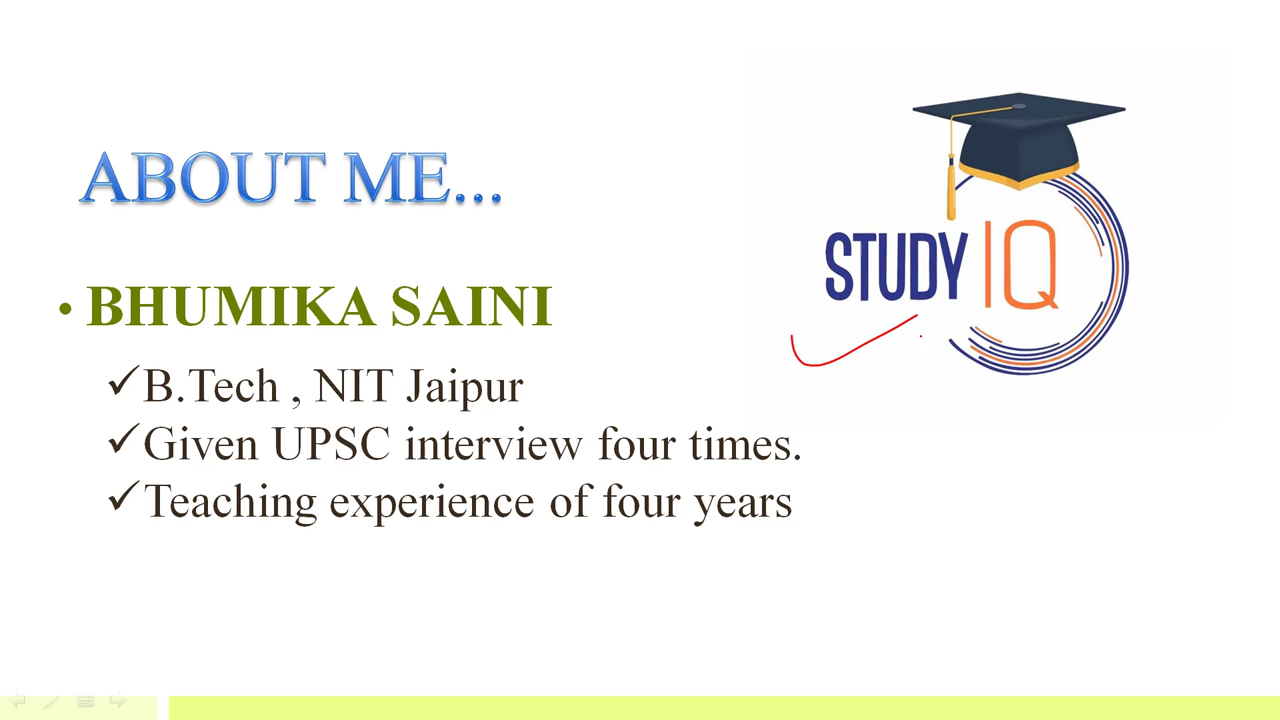 ABOUT ME...
STUDY IQ
• BHUMIKA SAINI
✓B.Tech , NIT Jaipur
✓Given UPSC interview four times.
✓Teaching experience of four years